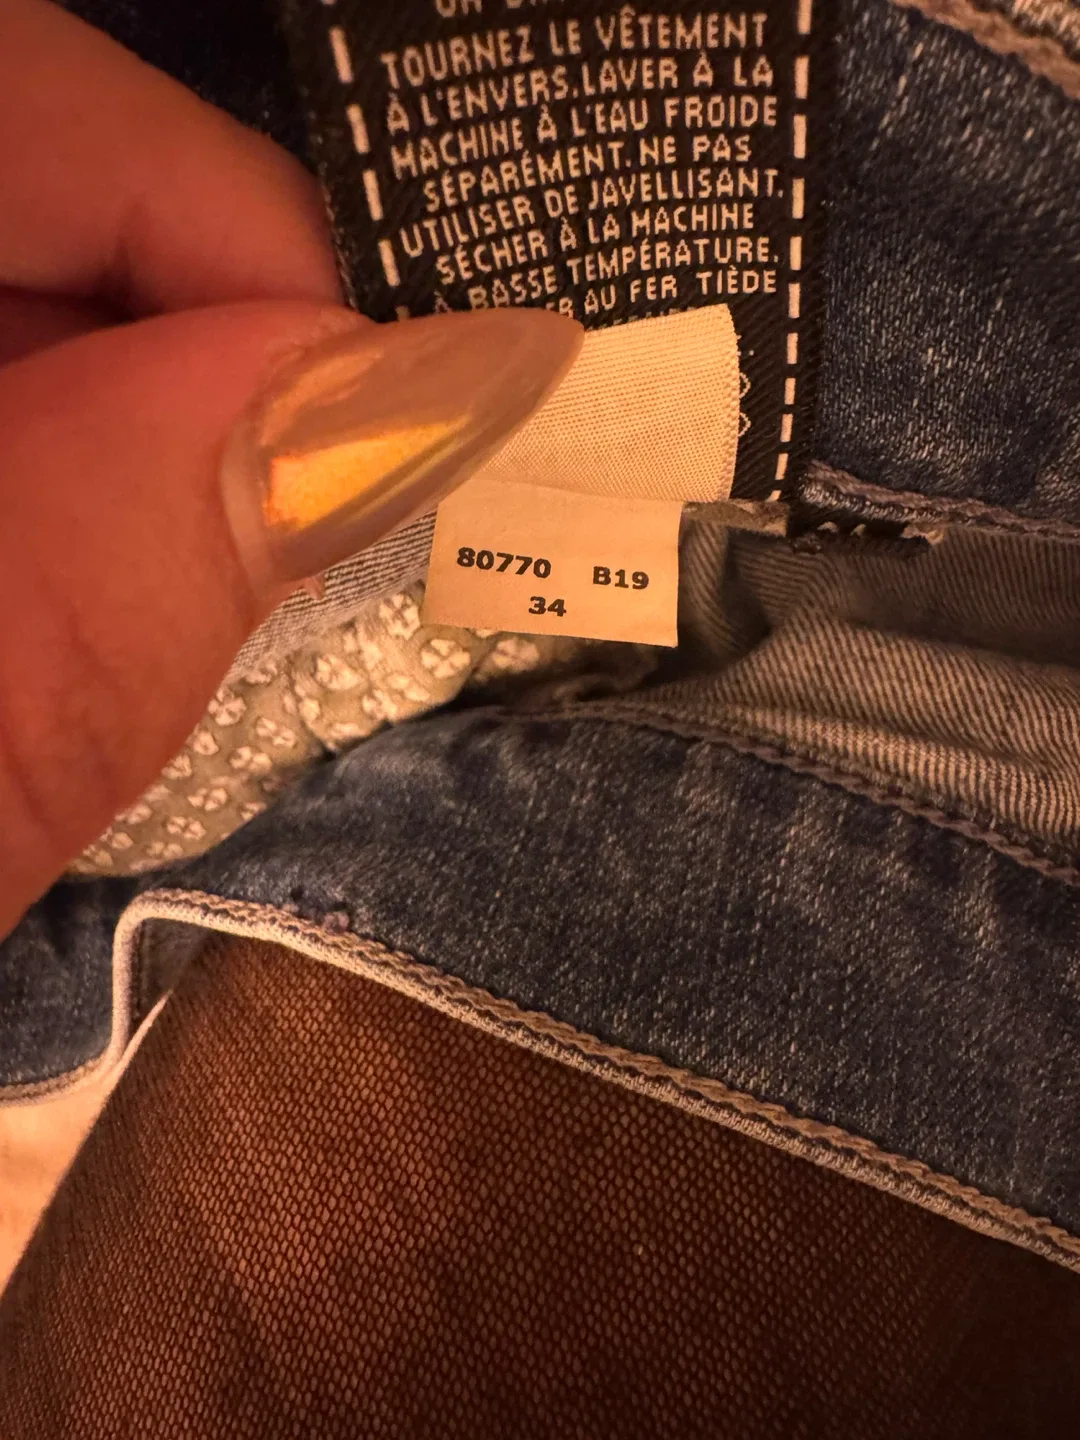 TOURNEZ LE VÊTEMENT
À L'ENVERS.LAVER À LA
MACHINE À L'EAU FROIDE
SÉPARÉMENT. NE PAS
UTILISER DE JAVELLISANT.
SÉCHER À LA MACHINE
À BASSE TEMPÉRATURE.
AU FER TIÈDE
80770 B19
34